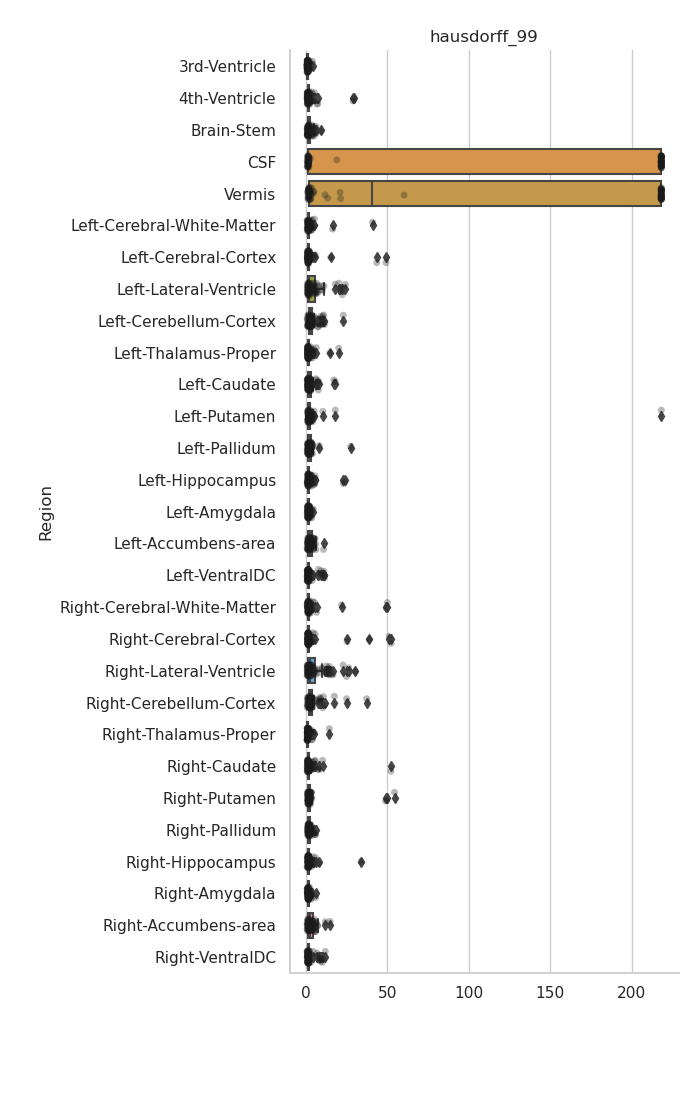 hausdorff_99
3rd-Ventricle
4th-Ventricle
Brain-Stem
CSF
Vermis
Left-Cerebral-White-Matter
Left-Cerebral-Cortex
Left-Lateral-Ventricle
Left-Cerebellum-Cortex
Left-Thalamus-Proper
Left-Caudate
Left-Putamen
Left-Pallidum
Left-Hippocampus
Left-Amygdala
Left-Accumbens-area
Left-VentralDC
Right-Cerebral-White-Matter
Right-Cerebral-Cortex
Right-Lateral-Ventricle
Right-Cerebellum-Cortex
Right-Thalamus-Proper
Right-Caudate
Right-Putamen
Right-Pallidum
Right-Hippocampus
Right-Amygdala
Right-Accumbens-area
Right-VentralDC
Region
0 50 100 150 200